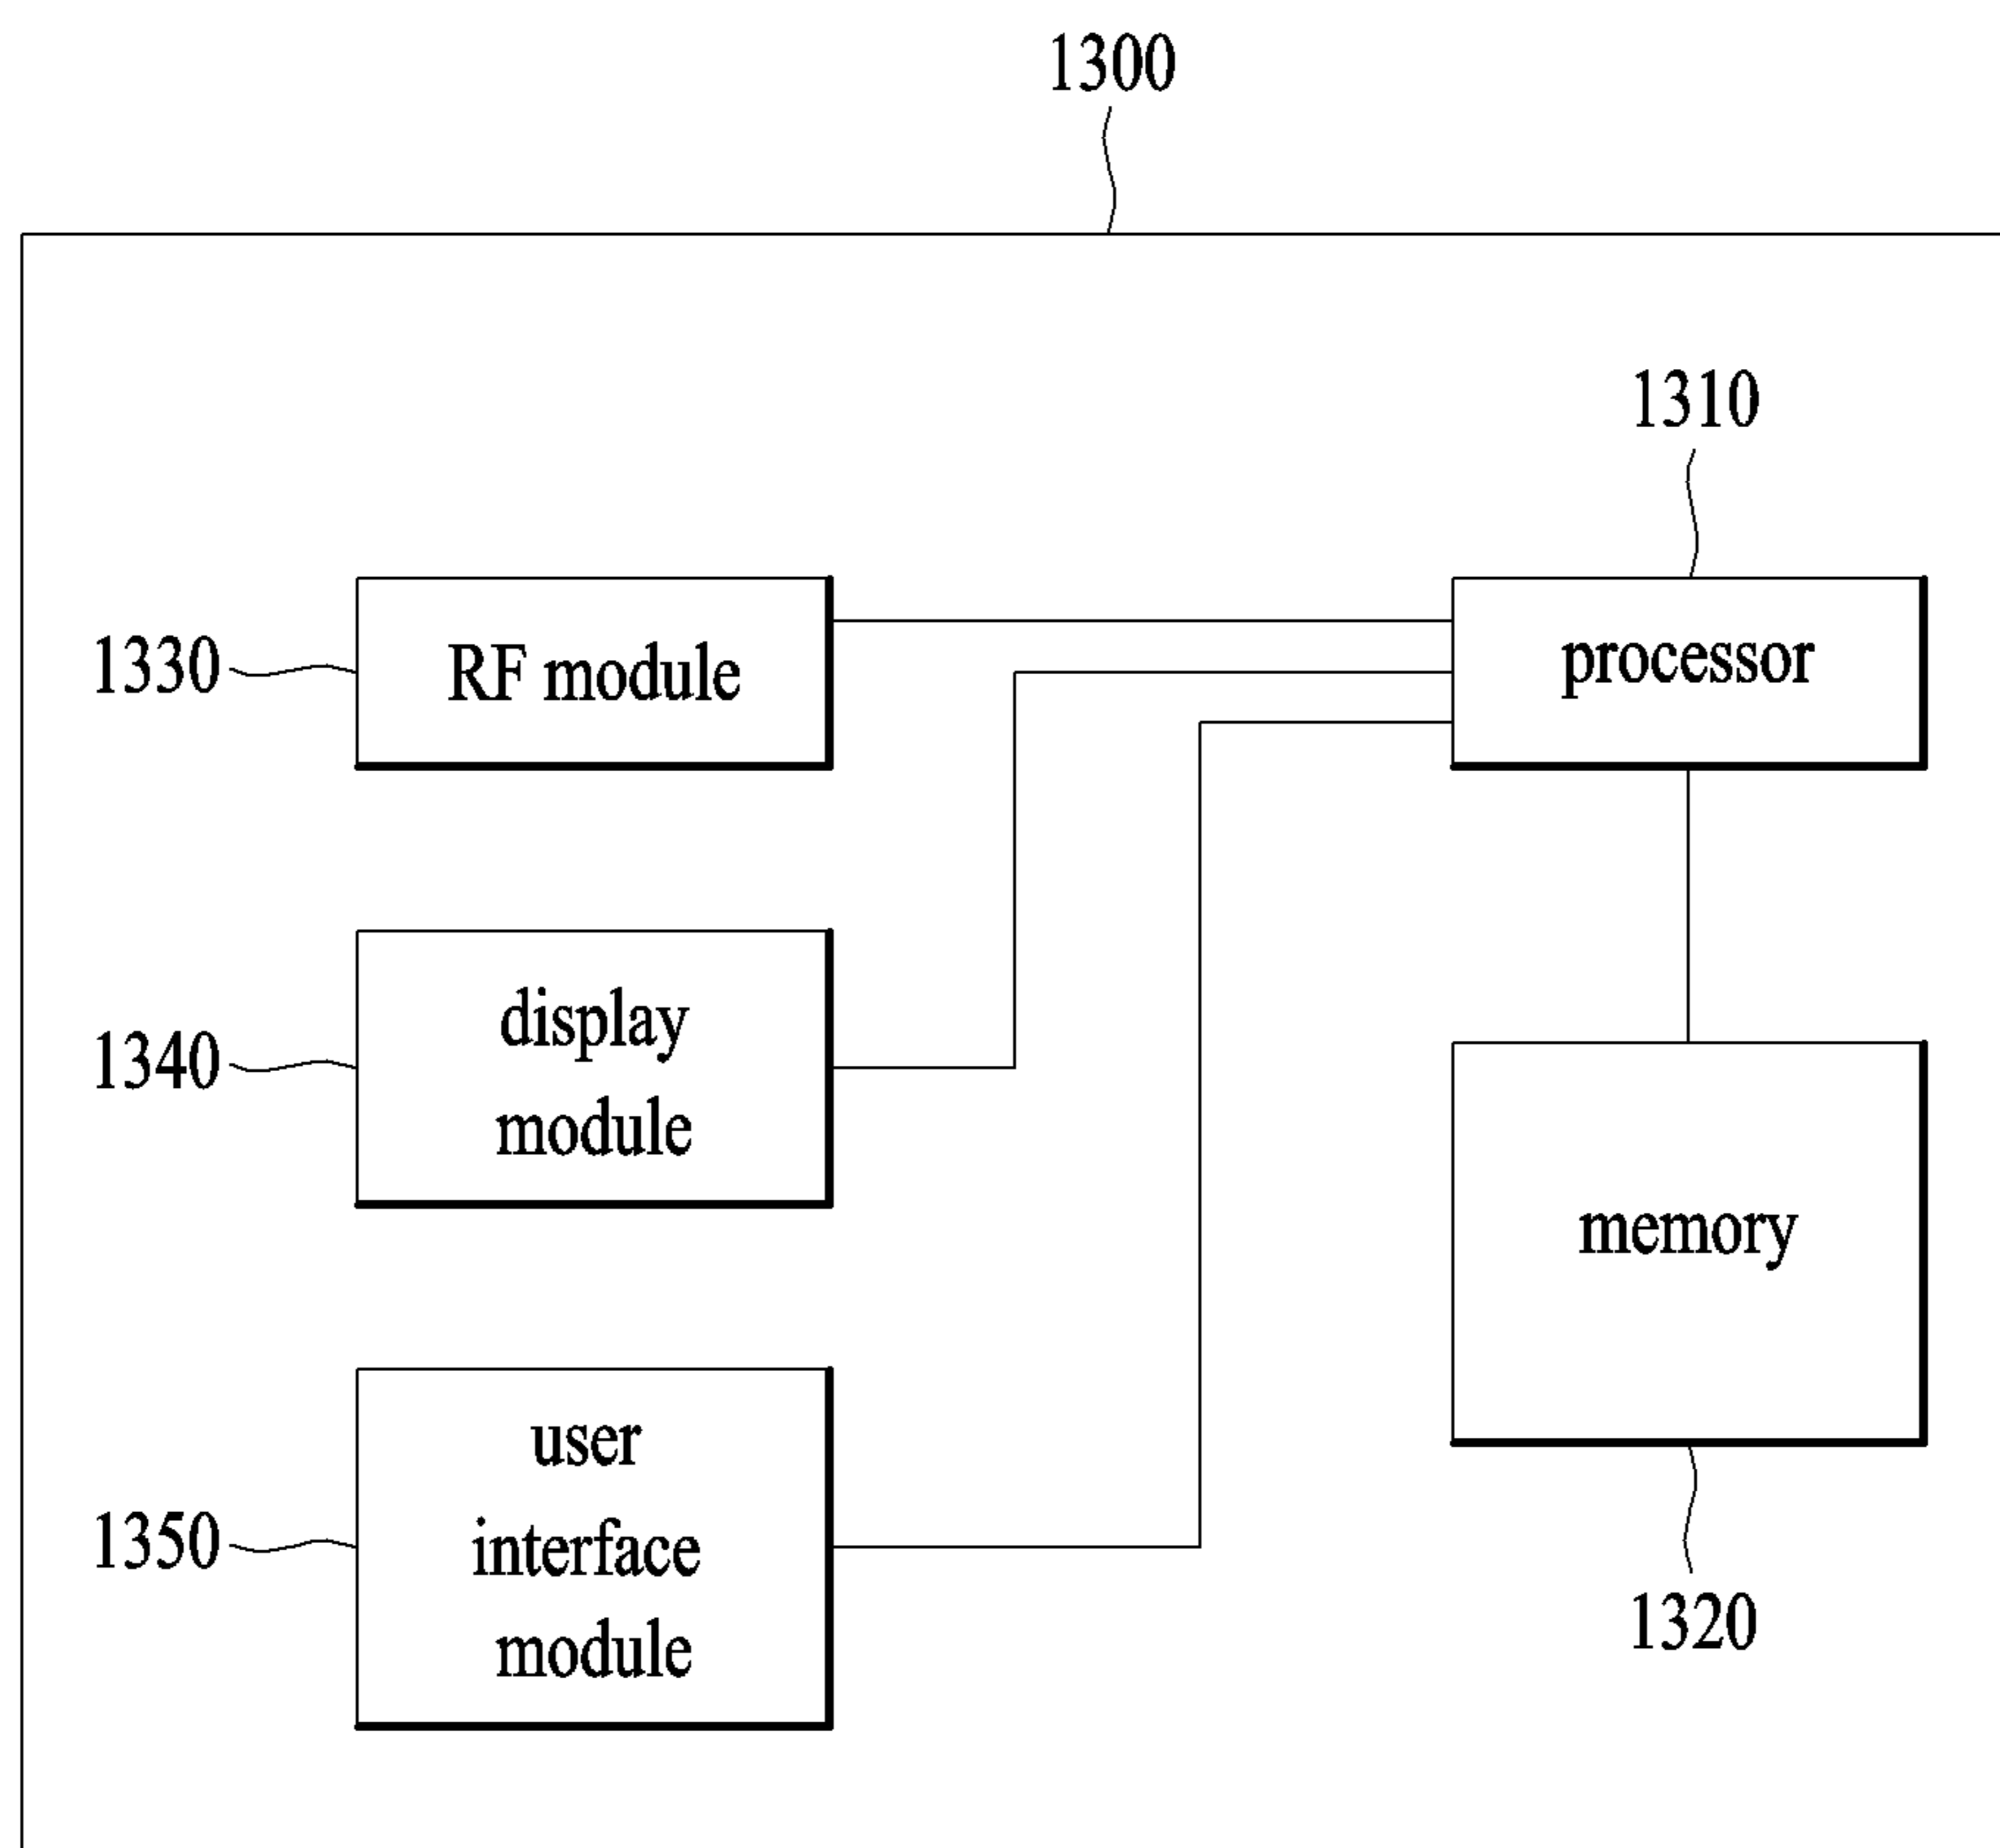 1300
1310
1330
RF module
processor
1340
display
module
memory
1350
user
interface
module
1320